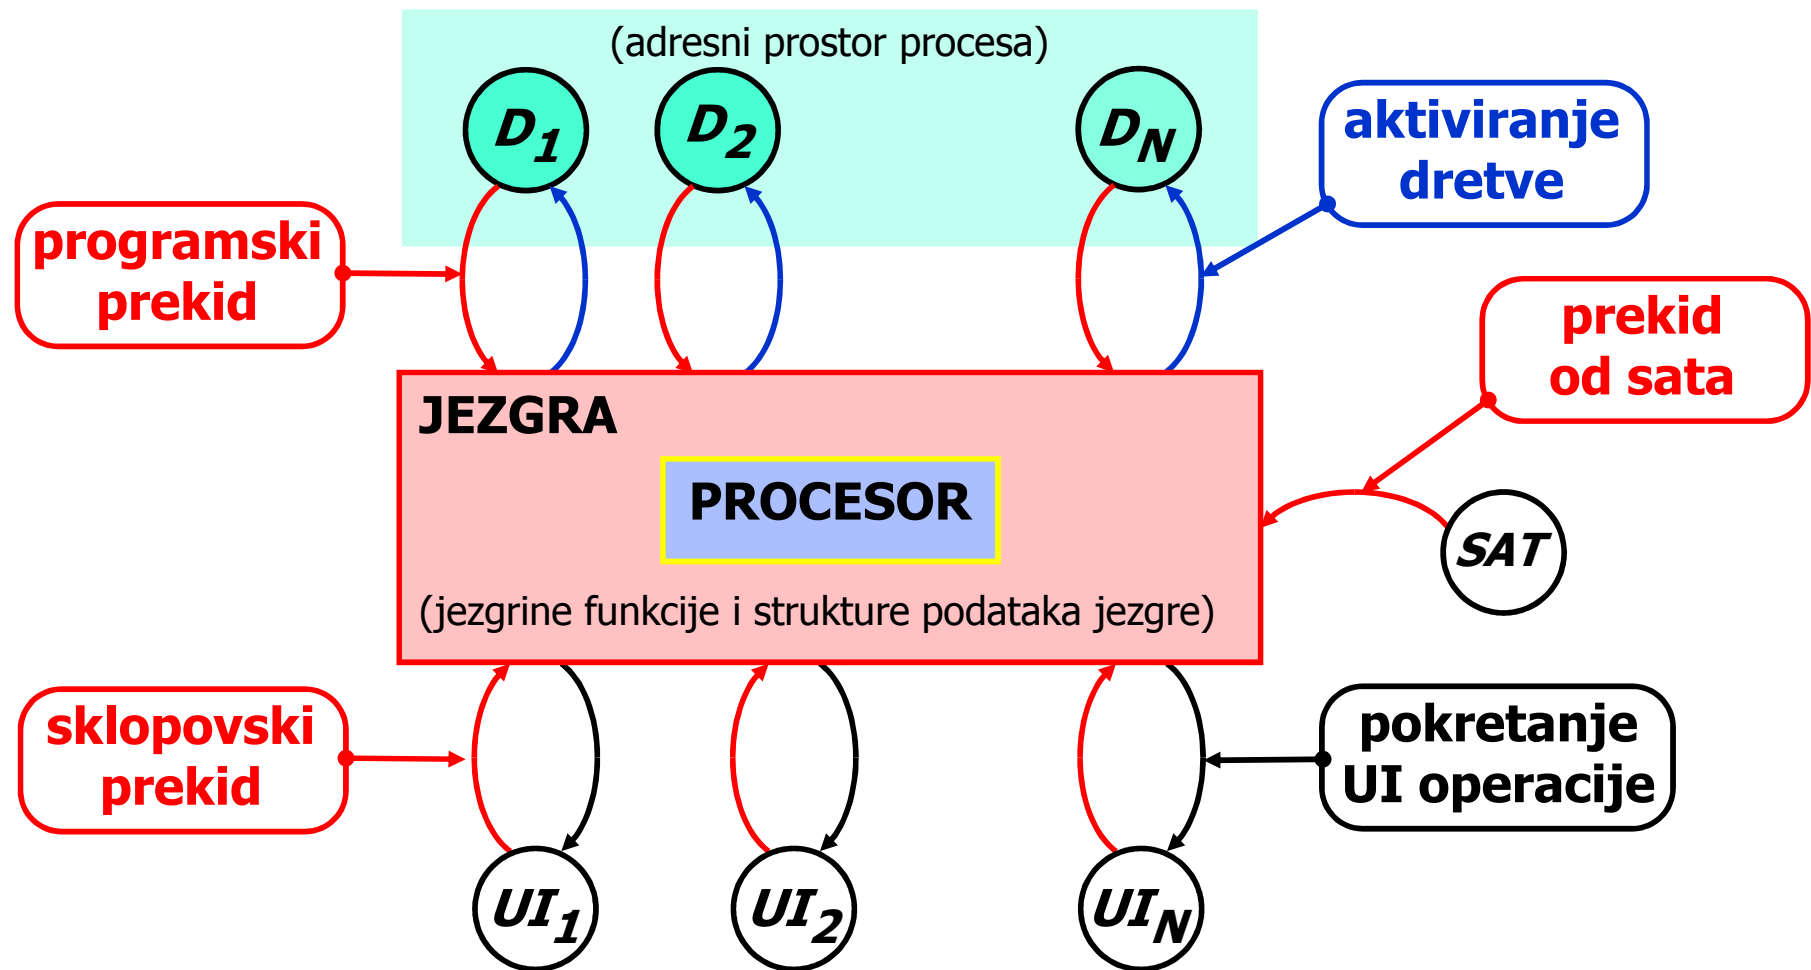 (adresni prostor procesa)
D1
D2
DN
aktiviranje
dretve
programski
prekid
prekid
od sata
JEZGRA
PROCESOR
SAT
(jezgrine funkcije i strukture podataka jezgre)
sklopovski
prekid
pokretanje
UI operacije
UI1
UI2
UIN